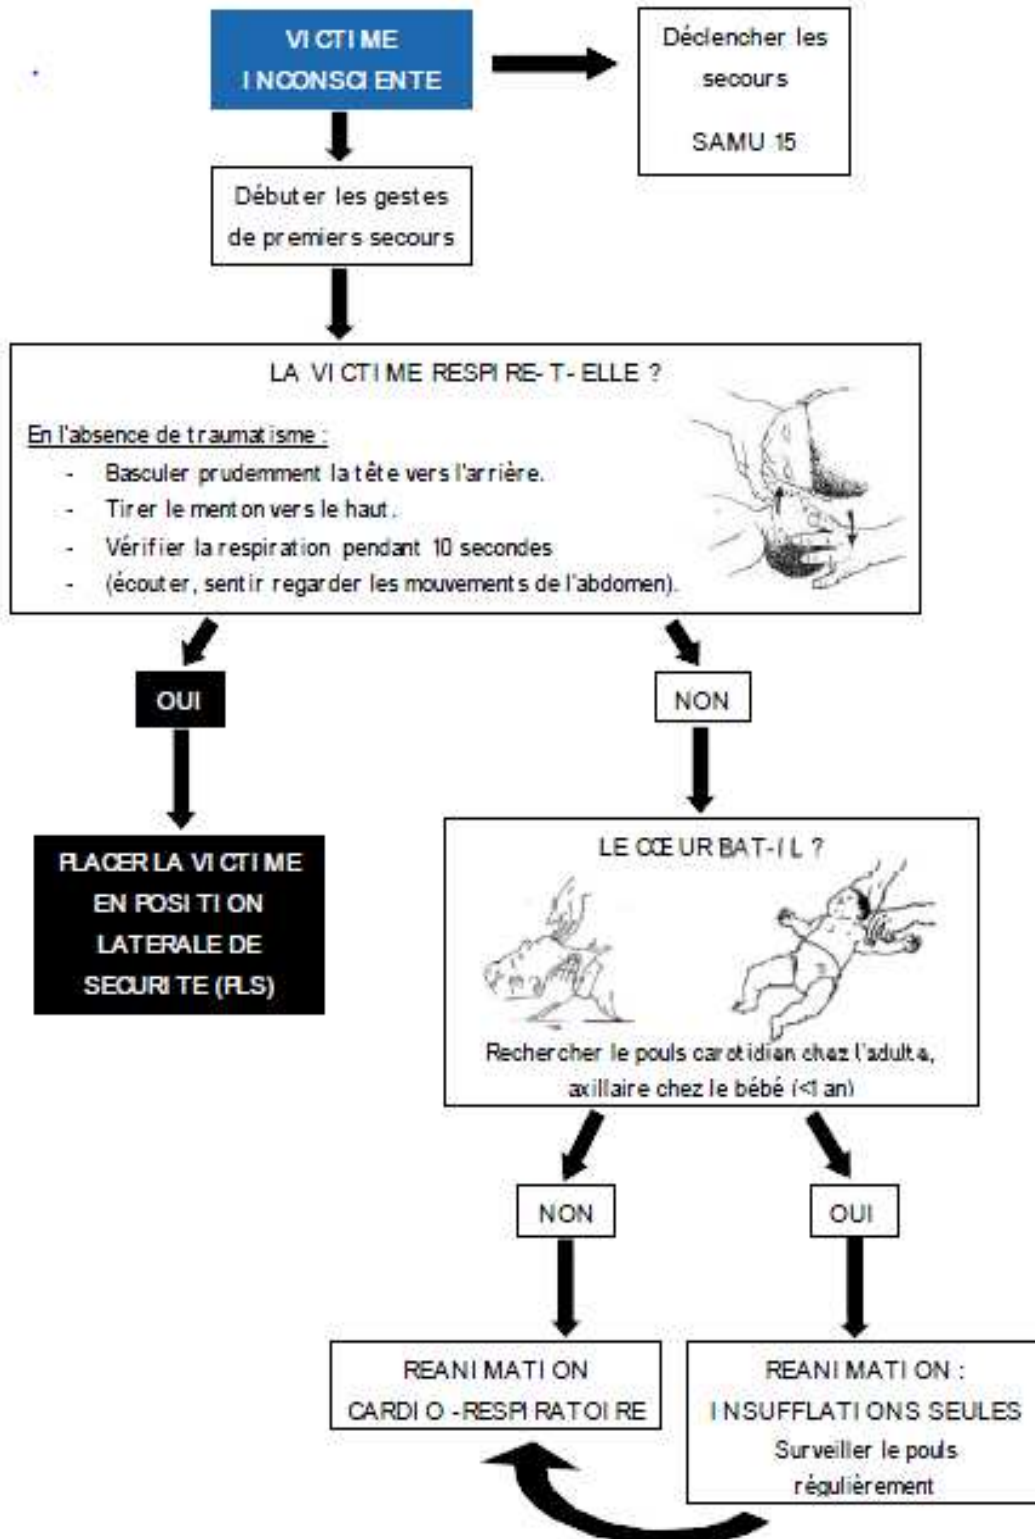 VICTIME
INCONSCIENTE
Déclencher les
secours
SAMU 15
Débuter les gestes
de premiers secours
LA VICTIME RESPIRE-T-ELLE ?
En l'absence de traumatisme :
- Basculer prudemment la tête vers l'arrière.
- Tirer le menton vers le haut.
- Vérifier la respiration pendant 10 secondes
- (écouter, sentir regarder les mouvements de l'abdomen).
OUI
NON
PLACER LA VICTIME
EN POSITION
LATERALE DE
SECURITE (PLS)
LE CŒUR BAT-IL ?
Rechercher le pouls carotidien chez l'adulte,
axillaire chez le bébé (<1 an)
NON
OUI
REANIMATION
CARDIO-RESPIRATOIRE
REANIMATION :
INSUFFLATIONS SEULES
Surveiller le pouls
régulièrement